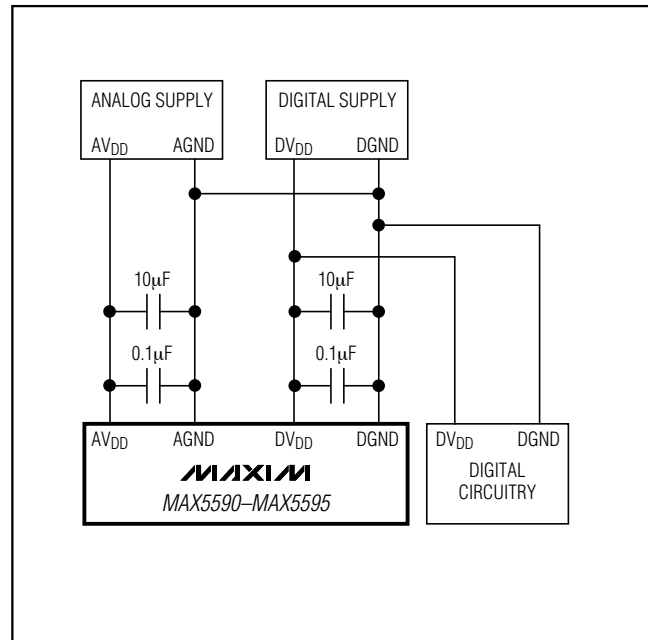 ANALOG SUPPLY
AVDD AGND
DIGITAL SUPPLY
DVDD DGND
10µF
10µF
0.1µF
0.1µF
AVDD AGND DVDD DGND
MAXIM
MAX5590–MAX5595
DVDD DGND
DIGITAL
CIRCUITRY